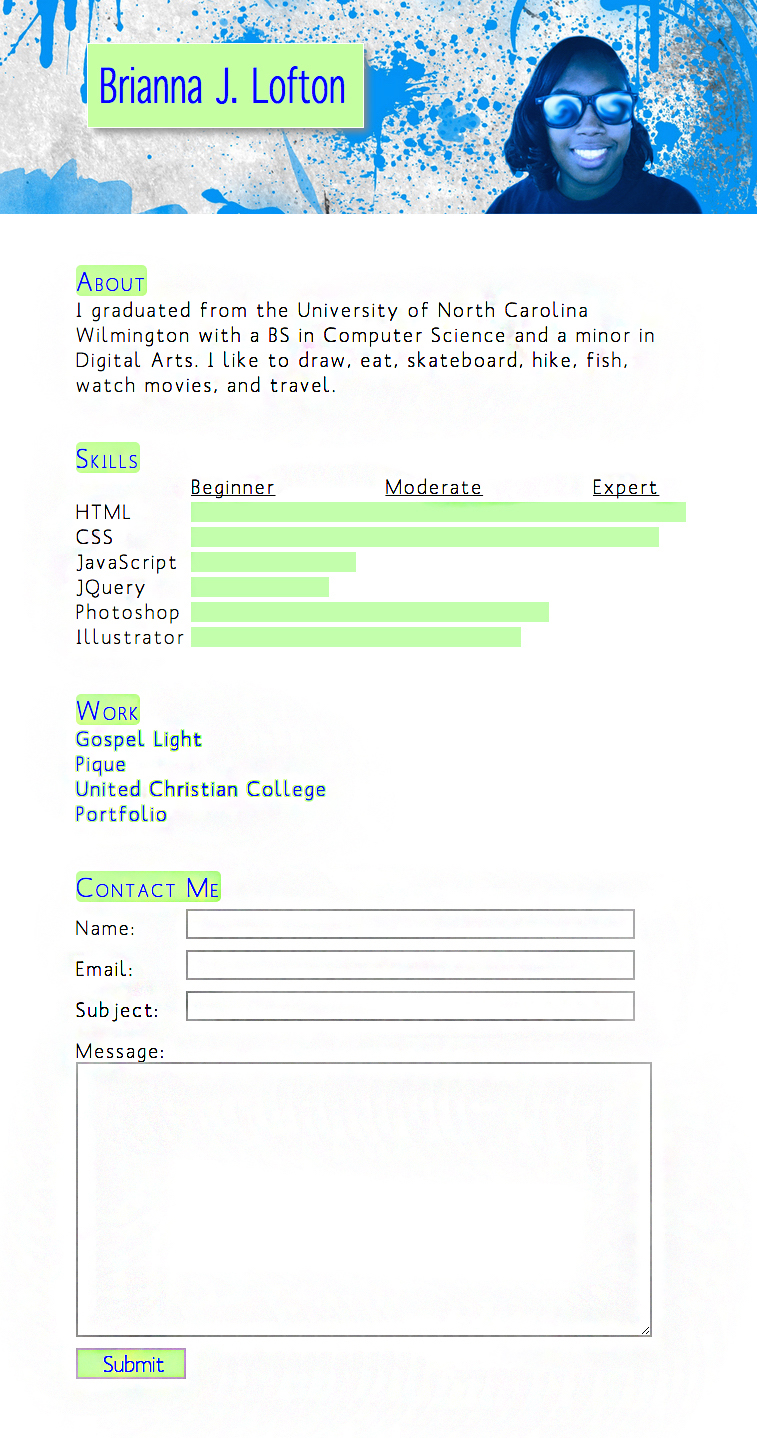 Brianna J. Lofton
About
I graduated from the University of North Carolina
Wilmington with a BS in Computer Science and a minor in
Digital Arts. I like to draw, eat, skateboard, hike, fish,
watch movies, and travel.
Skills
Beginner Moderate Expert
HTML
CSS
JavaScript
JQuery
Photoshop
Illustrator
Work
Gospel Light
Pique
United Christian College
Portfolio
Contact Me
Name:
Email:
Subject:
Message:
Submit